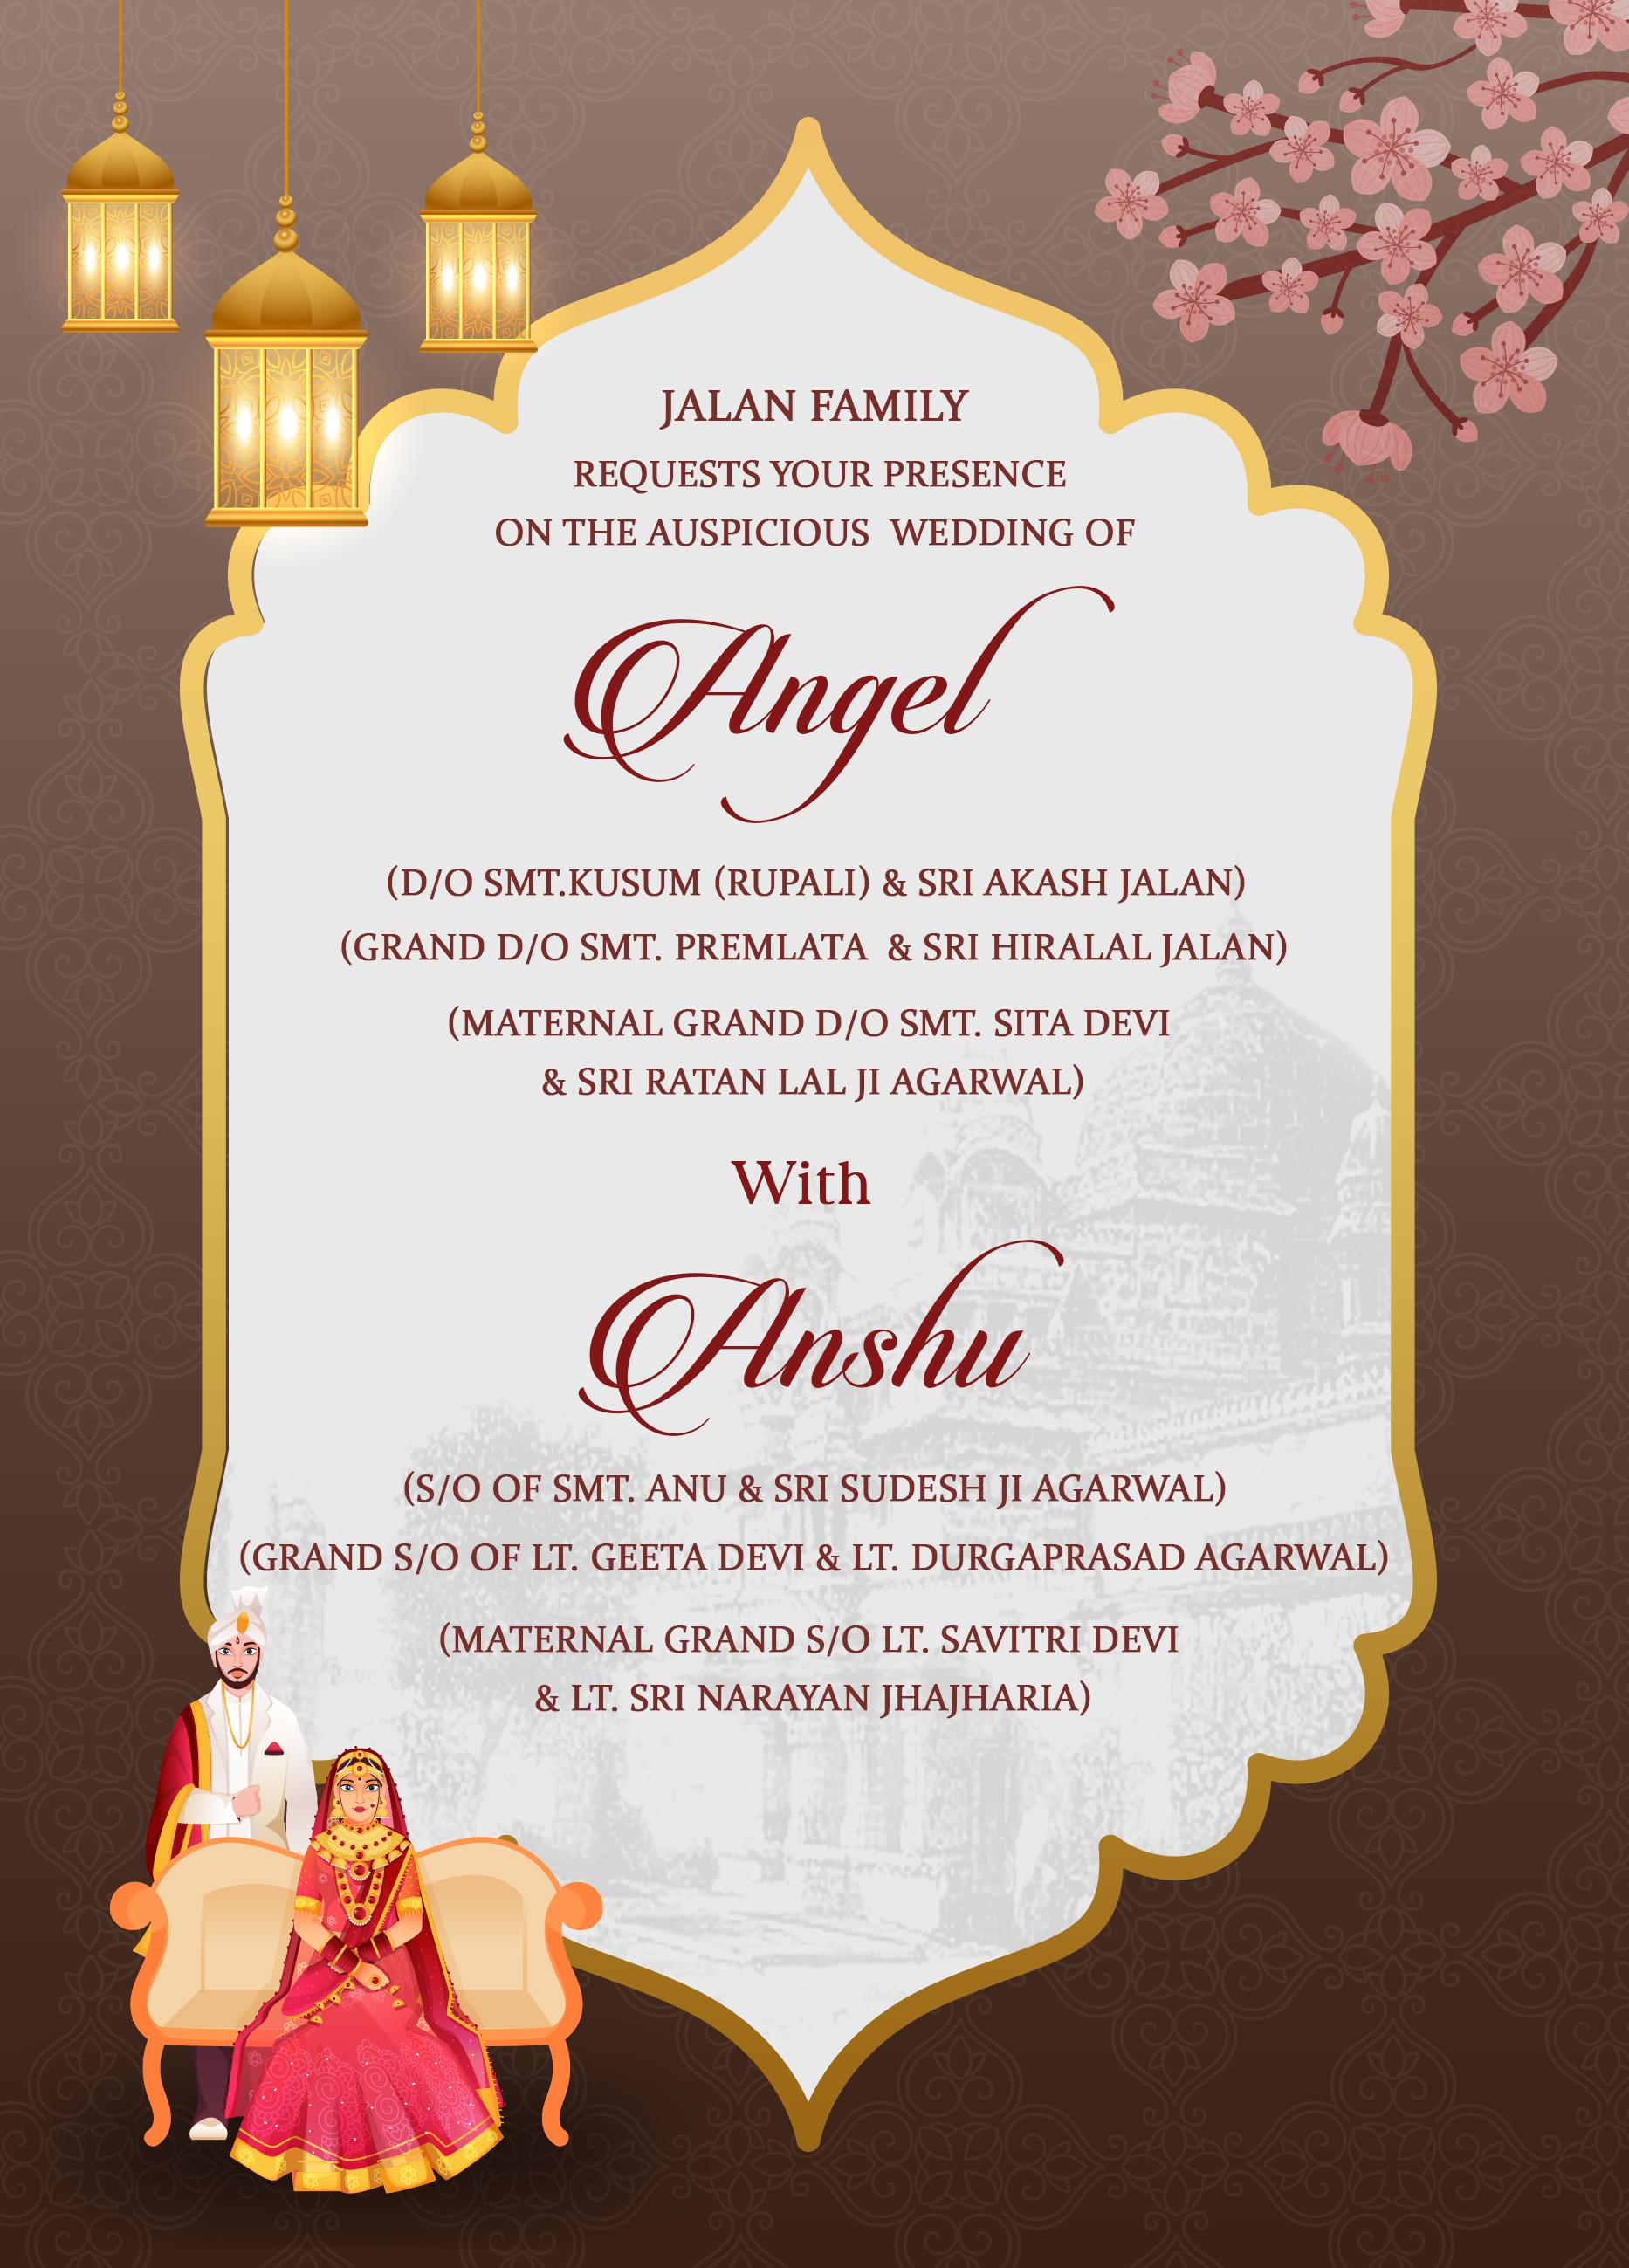 JALAN FAMILY
REQUESTS YOUR PRESENCE
ON THE AUSPICIOUS WEDDING OF
Angel
(D/O SMT.KUSUM (RUPALI) & SRI AKASH JALAN)
(GRAND D/O SMT. PREMLATA & SRI HIRALAL JALAN)
(MATERNAL GRAND D/O SMT. SITA DEVI
& SRI RATAN LAL JI AGARWAL)
With
Anshu
(S/O OF SMT. ANU & SRI SUDESH JI AGARWAL)
(GRAND S/O OF LT. GEETA DEVI & LT. DURGAPRASAD AGARWAL)
(MATERNAL GRAND S/O LT. SAVITRI DEVI
& LT. SRI NARAYAN JHAJHARIA)